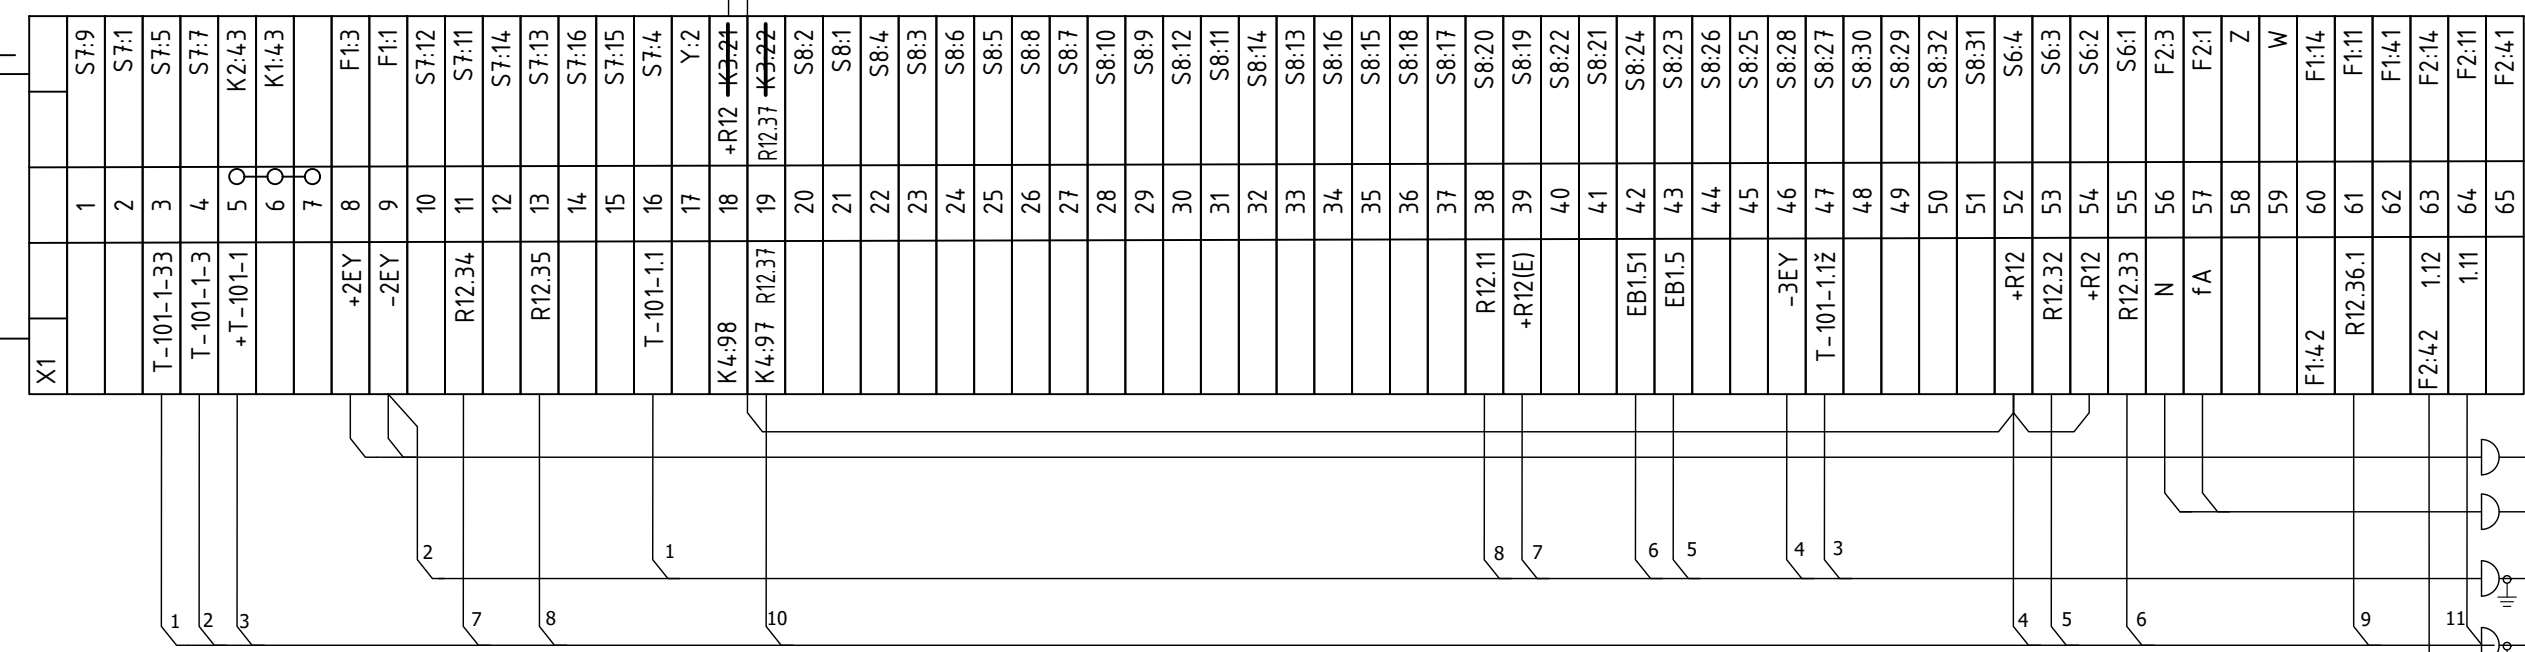 X1
S7:9 1
S7:1 2
S7:5 3 T-101-1-33
S7:7 4 T-101-1-3
K2:43 5 +T-101-1
K1:43 6
7
F1:3 8 +2EY
F1:1 9 -2EY
S7:12 10
S7:11 11 R12.34
S7:14 12
S7:13 13 R12.35
S7:16 14
S7:15 15
S7:4 16 T-101-1.1
Y:2 17
+R12 K3:21 18 K4:98
R12.37 K3:22 19 K4:97 R12.37
S8:2 20
S8:1 21
S8:4 22
S8:3 23
S8:6 24
S8:5 25
S8:8 26
S8:7 27
S8:10 28
S8:9 29
S8:12 30
S8:11 31
S8:14 32
S8:13 33
S8:16 34
S8:15 35
S8:18 36
S8:17 37
S8:20 38 R12.11
S8:19 39 +R12(E)
S8:22 40
S8:21 41
S8:24 42 EB1.51
S8:23 43 EB1.5
S8:26 44
S8:25 45
S8:28 46 -3EY
S8:27 47 T-101-1.1ž
S8:30 48
S8:29 49
S8:32 50
S8:31 51
S6:4 52 +R12
S6:3 53 R12.32
S6:2 54 +R12
S6:1 55 R12.33
F2:3 56 N
F2:1 57 fA
Z 58
W 59
F1:14 60 F1:42
F1:11 61 R12.36.1
F1:41 62
F2:14 63 F2:42 1.12
F2:11 64 1.11
F2:41 65
2 1 8 7 6 5 4 3
1 2 3 7 8 10 4 5 6 9 11